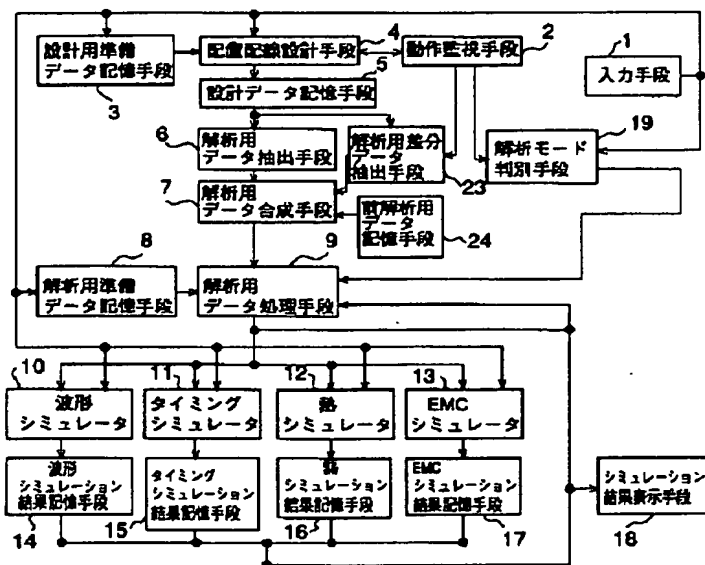 設計用準備
データ記憶手段
3
配置配線設計手段
4
動作監視手段
2
1
入力手段
5
設計データ記憶手段
6
解析用
データ抽出手段
解析用差分
データ
抽出手段
23
19
解析モード
判別手段
7
解析用
データ合成手段
前解析用
データ
記憶手段
24
8
解析用準備
データ記憶手段
9
解析用
データ処理手段
10
波形
シミュレータ
11
タイミング
シミュレータ
12
熱
シミュレータ
13
EMC
シミュレータ
波形
シミュレーション
結果記憶手段
14
タイミング
シミュレーション
結果記憶手段
15
熱
シミュレーション
結果記憶手段
16
EMC
シミュレーション
結果記憶手段
17
シミュレーション
結果表示手段
18